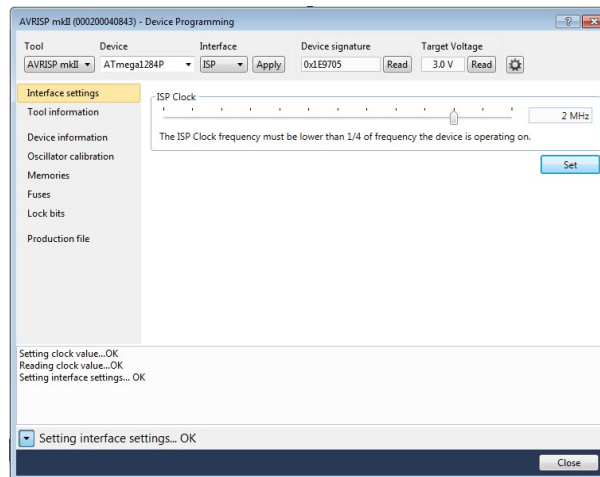 AVRISP mkII (000200040843) - Device Programming
Tool Device Interface Device signature Target Voltage
AVRISP mkII ATmega1284P ISP Apply 0x1E9705 Read 3.0 V Read
Interface settings
Tool information
Device information
Oscillator calibration
Memories
Fuses
Lock bits
Production file
ISP Clock
2 MHz
The ISP Clock frequency must be lower than 1/4 of frequency the device is operating on.
Set
Setting clock value...OK
Reading clock value...OK
Setting interface settings... OK
Setting interface settings... OK
Close